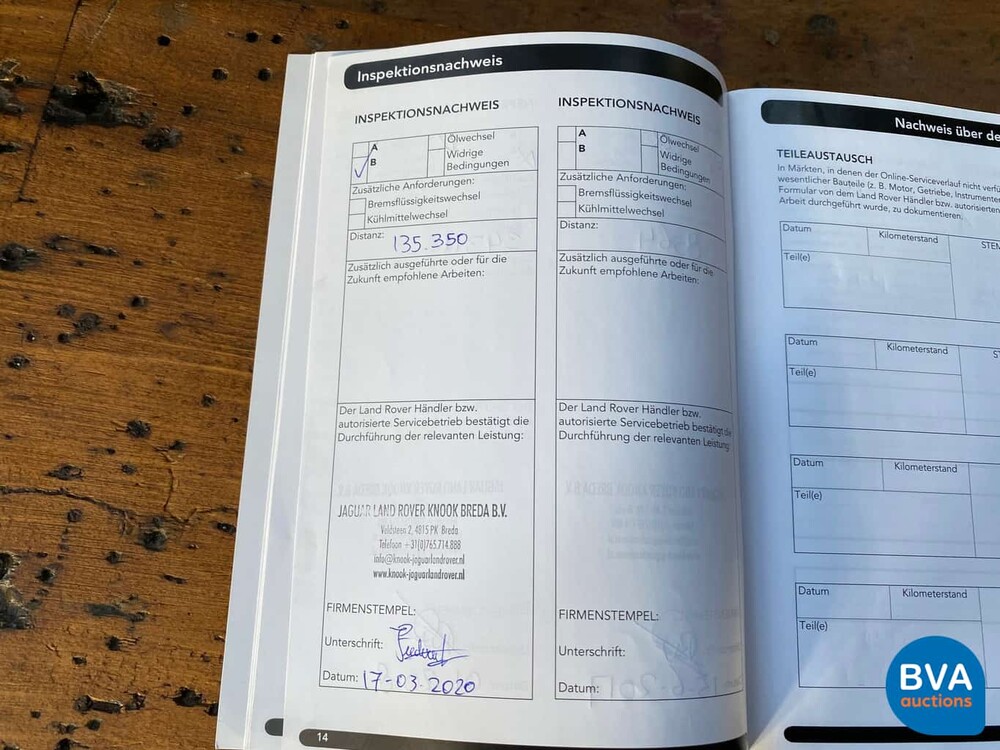 Inspektionsnachweis
INSPEKTIONSNACHWEIS
A
B
Ölwechsel
Widrige
Bedingungen
Zusätzliche Anforderungen:
Bremsflüssigkeitswechsel
Kühlmittelwechsel
Distanz: 135.350
Zusätzlich ausgeführte oder für die
Zukunft empfohlene Arbeiten:
Der Land Rover Händler bzw.
autorisierte Servicebetrieb bestätigt die
Durchführung der relevanten Leistung:
JAGUAR LAND ROVER KNOOK BREDA B.V.
Veldsteen 2, 4815 PK Breda
Telefoon +31(0)765.714.888
info@knook-jaguarlandrover.nl
www.knook-jaguarlandrover.nl
FIRMENSTEMPEL:
Unterschrift:
Datum: 17-03-2020
14
INSPEKTIONSNACHWEIS
A
B
Ölwechsel
Widrige
Bedingungen
Zusätzliche Anforderungen:
Bremsflüssigkeitswechsel
Kühlmittelwechsel
Distanz:
Zusätzlich ausgeführte oder für die
Zukunft empfohlene Arbeiten:
Der Land Rover Händler bzw.
autorisierte Servicebetrieb bestätigt die
Durchführung der relevanten Leistung:
FIRMENSTEMPEL:
Unterschrift:
Datum:
Nachweis über de
TEILEAUSTAUSCH
In Märkten, in denen der Online-Serviceverlauf nicht verfü
wesentlicher Bauteile (z. B. Motor, Getriebe, Instrumenten
Formular von dem Land Rover Händler bzw. autorisierten
Arbeit durchgeführt wurde, zu dokumentieren.
Datum Kilometerstand STEM
Teil(e)
Datum Kilometerstand ST
Teil(e)
Datum Kilometerstand
Teil(e)
Datum Kilometerstand
Teil(e)
BVA
auctions